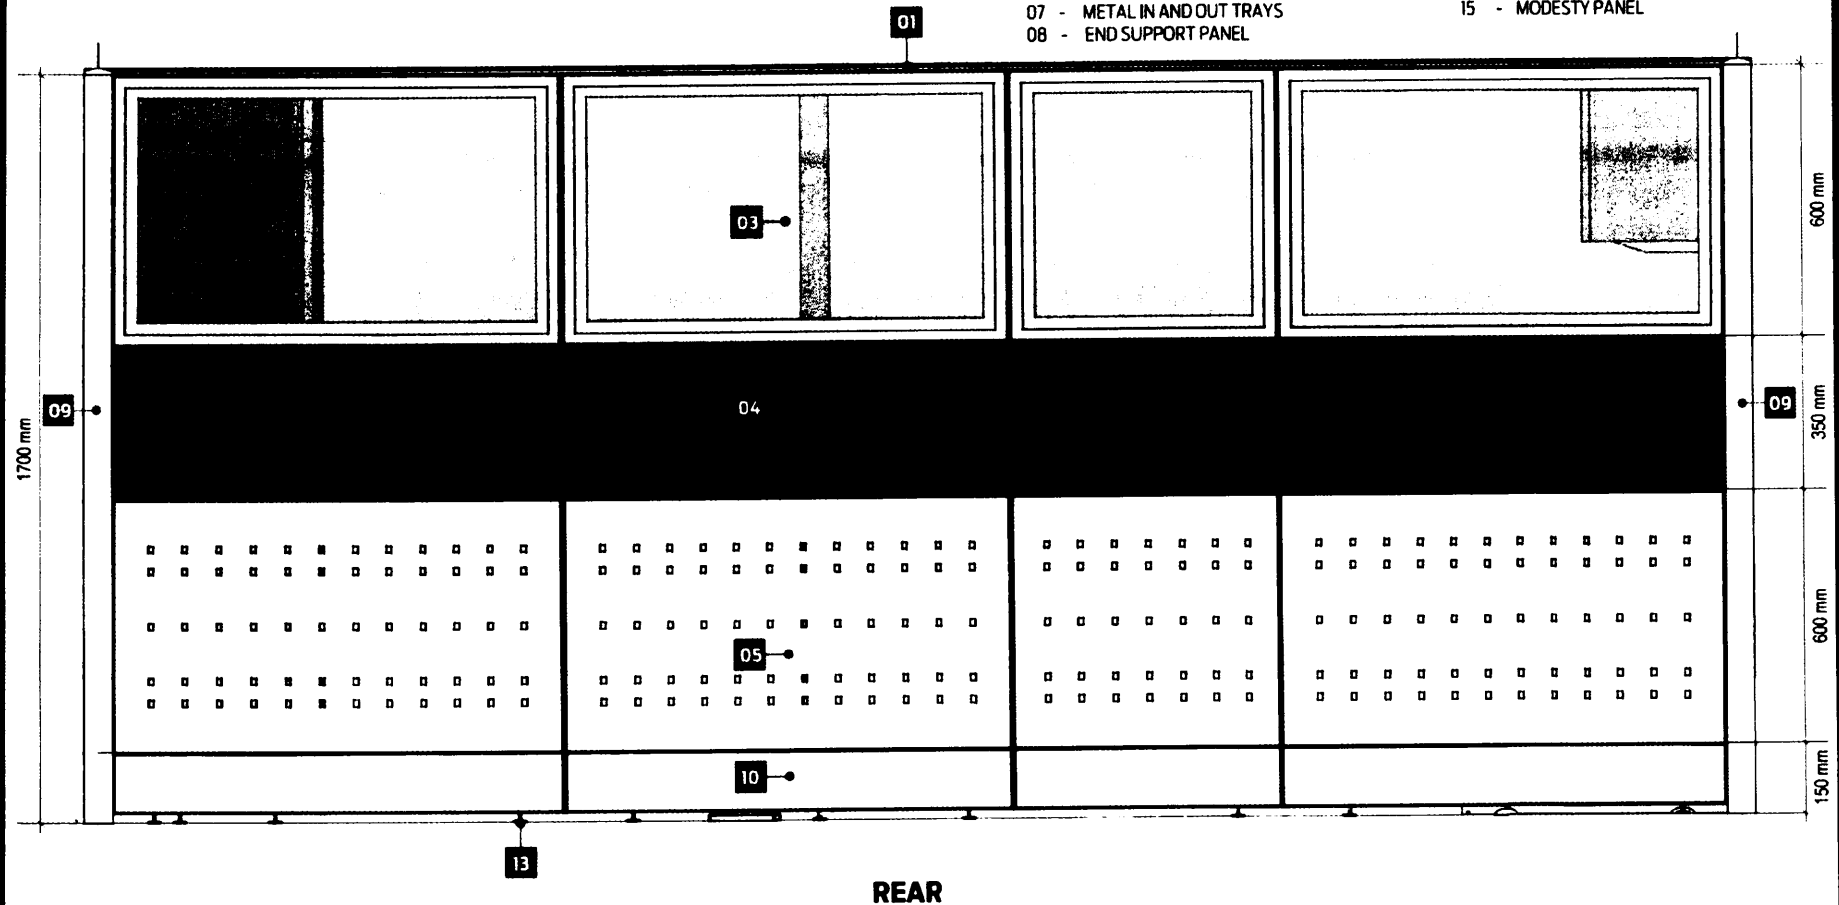 01
07 - METAL IN AND OUT TRAYS
15 - MODESTY PANEL
08 - END SUPPORT PANEL
600 mm
03
09
04
09
350 mm
1700 mm
05
600 mm
10
150 mm
13
REAR